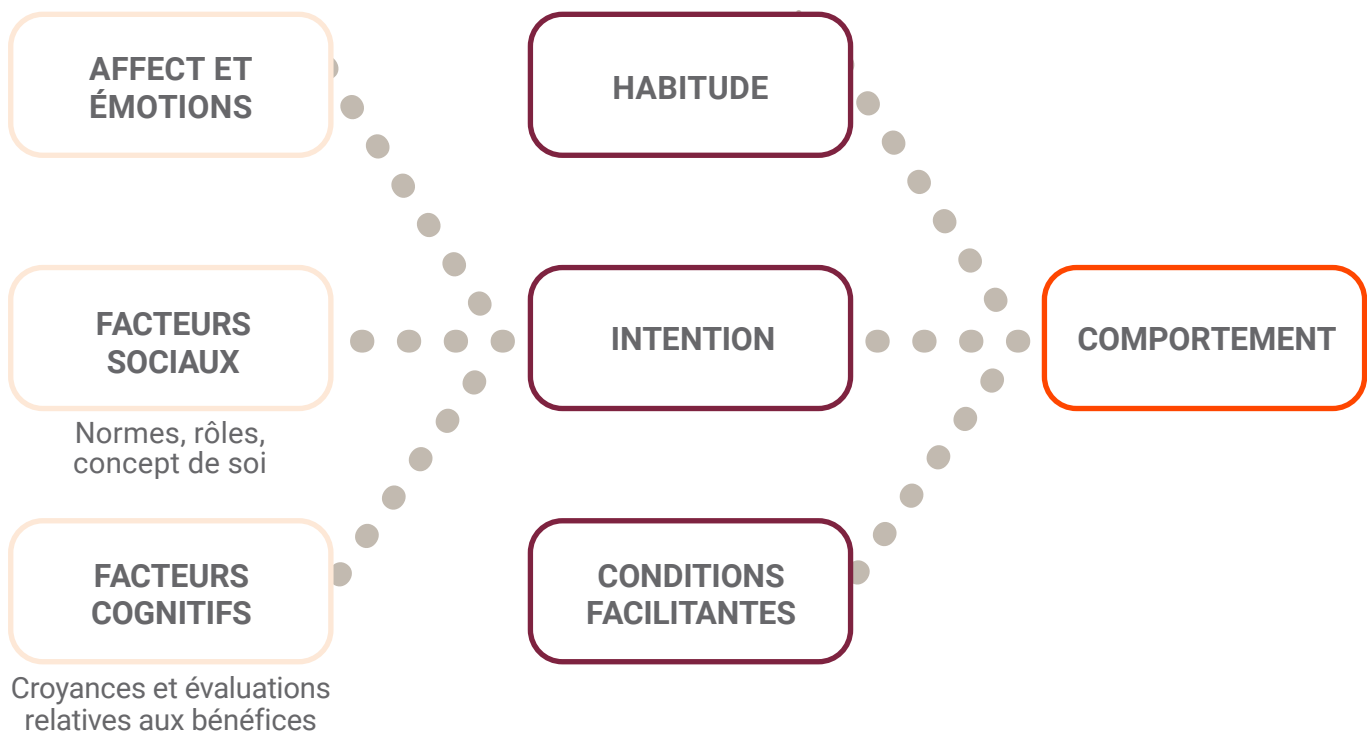 AFFECT ET
ÉMOTIONS
HABITUDE
FACTEURS
SOCIAUX
Normes, rôles,
concept de soi
INTENTION
COMPORTEMENT
FACTEURS
COGNITIFS
Croyances et évaluations
relatives aux bénéfices
CONDITIONS
FACILITANTES